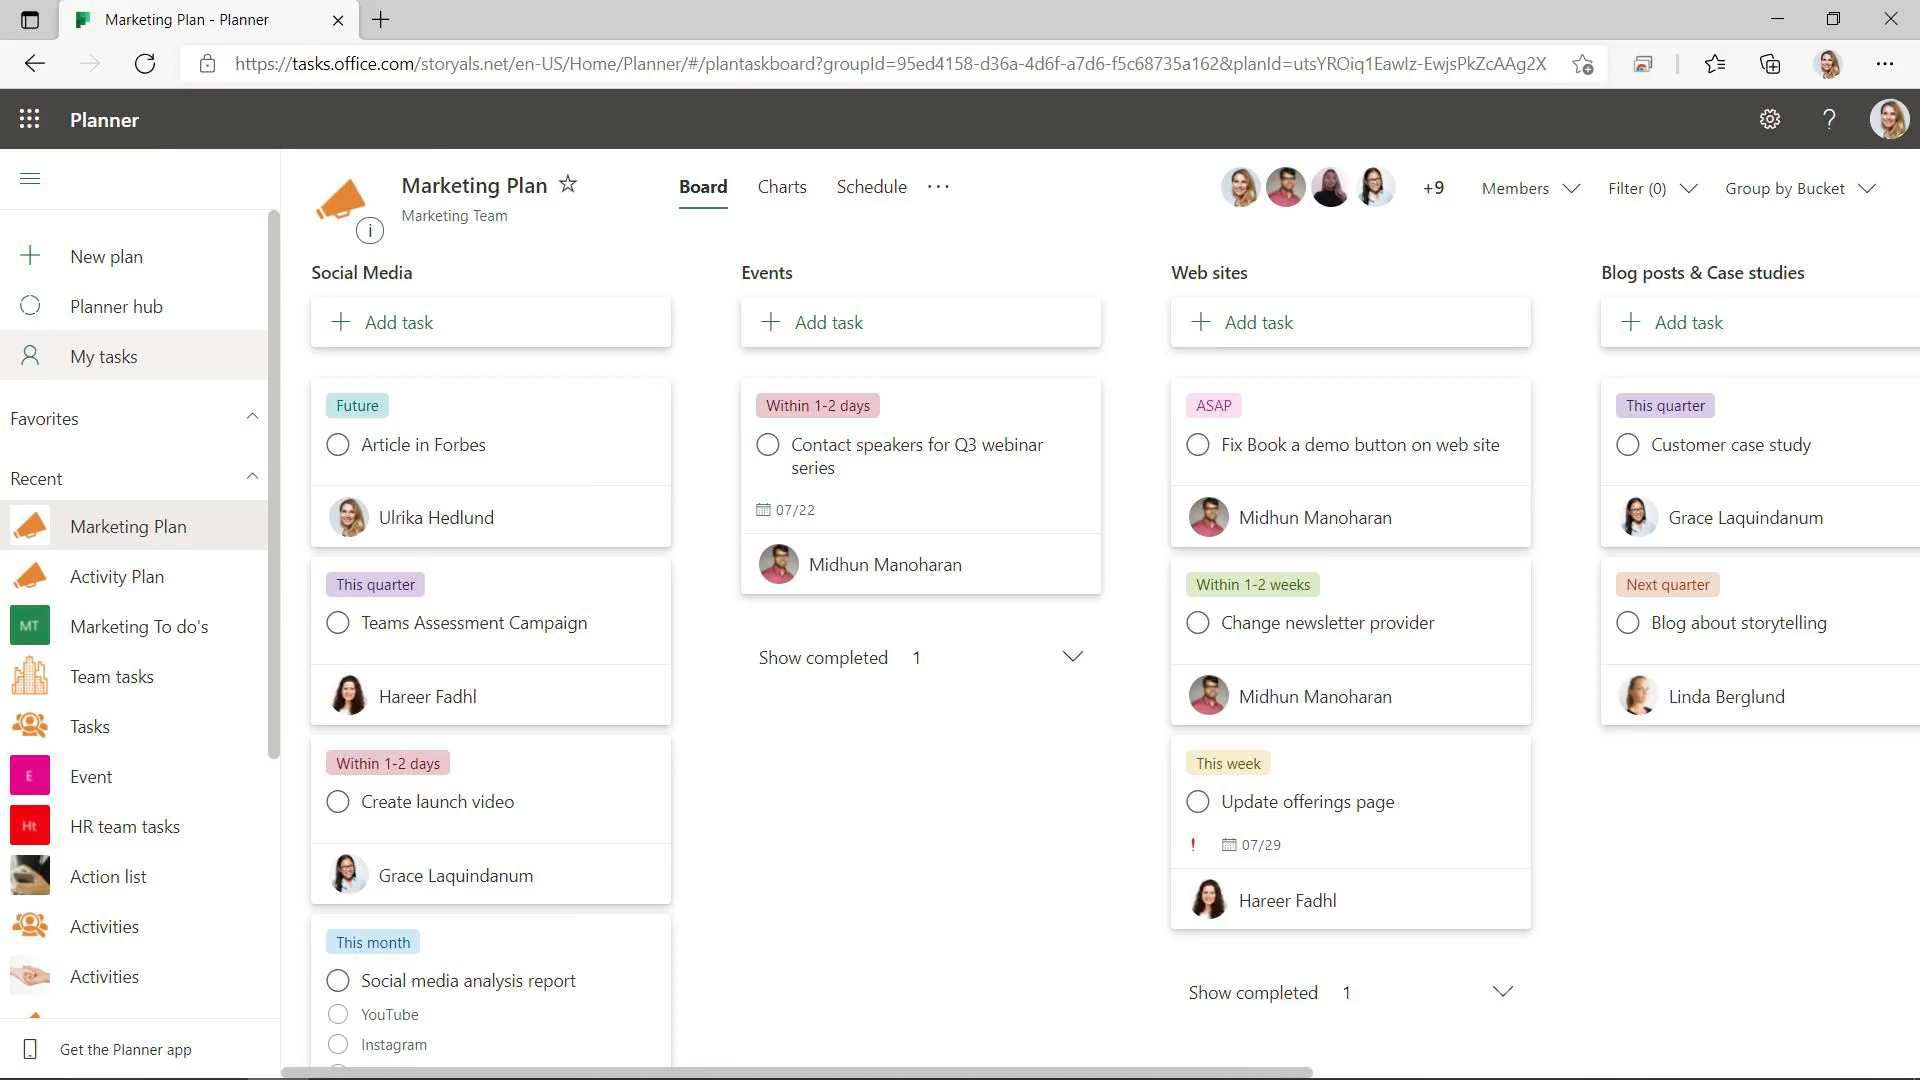 Marketing Plan - Planner
https://tasks.office.com/storyals.net/en-US/Home/Planner/#/plantaskboard?groupId=95ed4158-d36a-4d6f-a7d6-f5c68735a162&planId=utsYROiq1EawIz-EwjsPkZcAAg2X
Planner
Marketing Plan
Marketing Team
Board
Charts
Schedule
+9
Members
Filter (0)
Group by Bucket
New plan
Planner hub
My tasks
Favorites
Recent
Marketing Plan
Activity Plan
MT
Marketing To do's
Team tasks
Tasks
E
Event
Ht
HR team tasks
Action list
Activities
Activities
Get the Planner app
Social Media
Add task
Future
Article in Forbes
Ulrika Hedlund
This quarter
Teams Assessment Campaign
Hareer Fadhl
Within 1-2 days
Create launch video
Grace Laquindanum
This month
Social media analysis report
YouTube
Instagram
Events
Add task
Within 1-2 days
Contact speakers for Q3 webinar
series
07/22
Midhun Manoharan
Show completed 1
Web sites
Add task
ASAP
Fix Book a demo button on web site
Midhun Manoharan
Within 1-2 weeks
Change newsletter provider
Midhun Manoharan
This week
Update offerings page
! 07/29
Hareer Fadhl
Show completed 1
Blog posts & Case studies
Add task
This quarter
Customer case study
Grace Laquindanum
Next quarter
Blog about storytelling
Linda Berglund